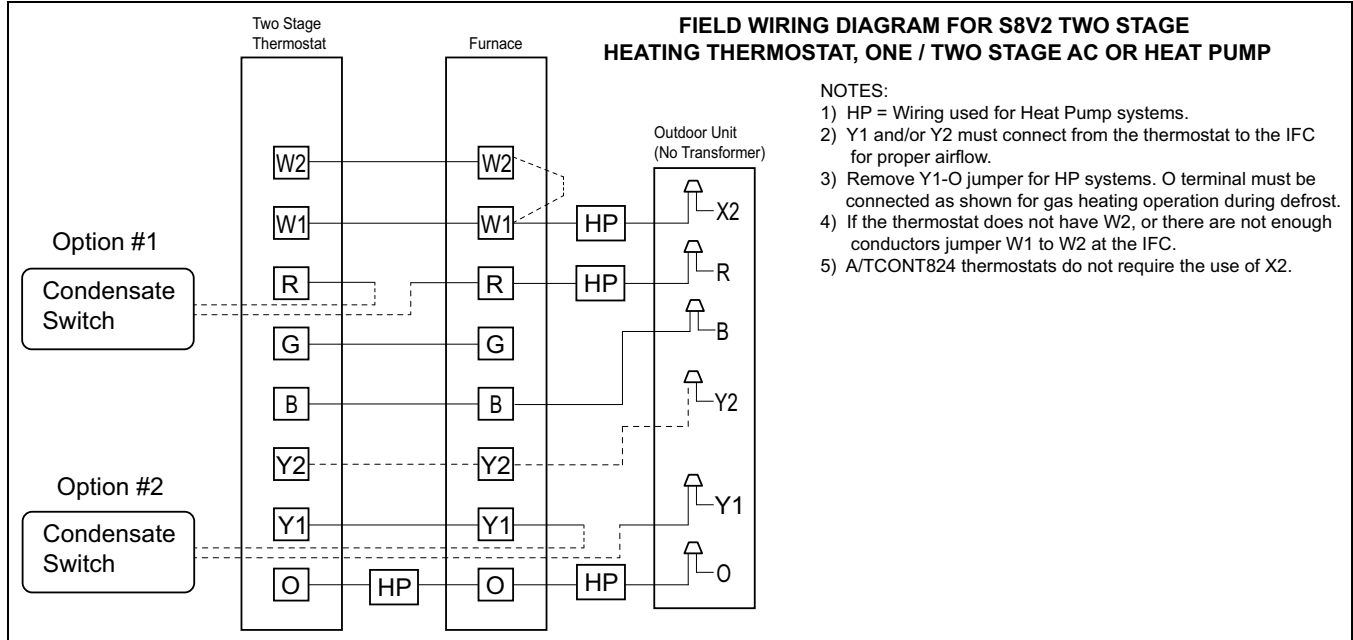 FIELD WIRING DIAGRAM FOR S8V2 TWO STAGE
HEATING THERMOSTAT, ONE / TWO STAGE AC OR HEAT PUMP
NOTES:
1) HP = Wiring used for Heat Pump systems.
2) Y1 and/or Y2 must connect from the thermostat to the IFC
for proper airflow.
3) Remove Y1-O jumper for HP systems. O terminal must be
connected as shown for gas heating operation during defrost.
4) If the thermostat does not have W2, or there are not enough
conductors jumper W1 to W2 at the IFC.
5) A/TCONT824 thermostats do not require the use of X2.
Two Stage
Thermostat
Furnace
Outdoor Unit
(No Transformer)
W2 W2
W1 W1 HP X2
Option #1
Condensate
Switch
R R HP R
G G
B B B
Y2 Y2 Y2
Option #2
Condensate
Switch
Y1 Y1 Y1
O HP O HP O